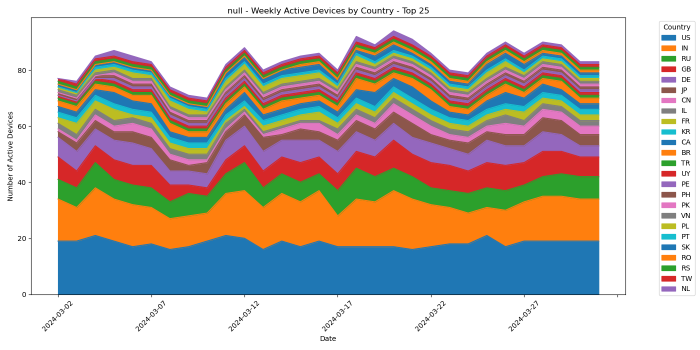 null - Weekly Active Devices by Country - Top 25
Number of Active Devices
80
60
40
20
0
2024-03-02
2024-03-07
2024-03-12
2024-03-17
2024-03-22
2024-03-27
Date
Country
US
IN
RU
GB
DE
JP
CN
IL
FR
KR
CA
BR
TR
UY
PE
PH
PK
VN
PL
PT
SK
RO
RS
TW
NL